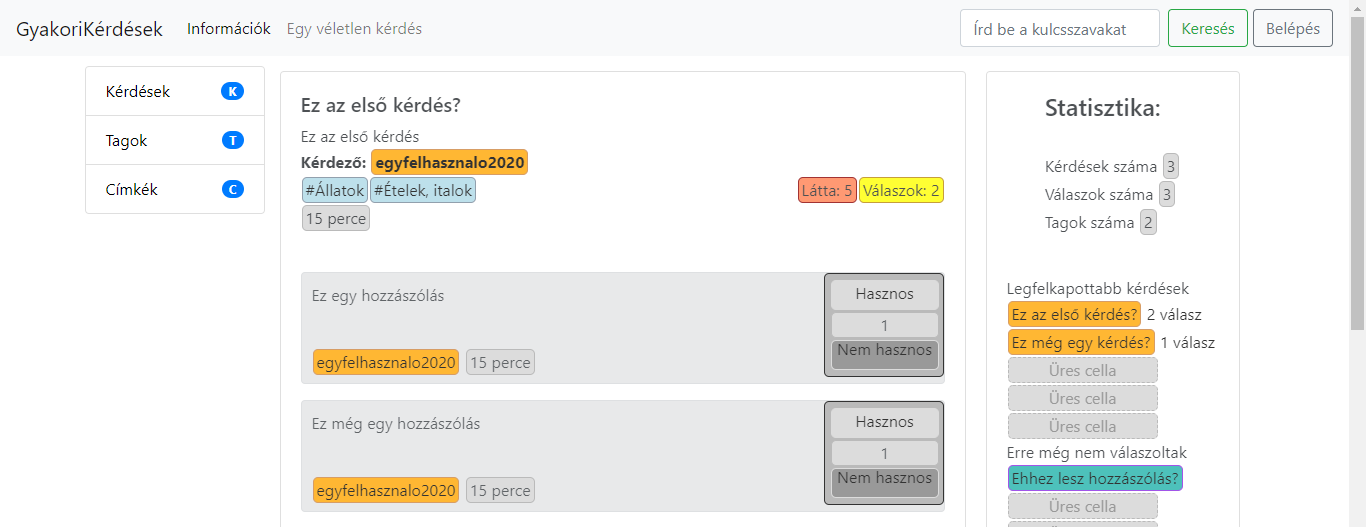 GyakoriKérdések Információk Egy véletlen kérdés Írd be a kulcsszavakat Keresés Belépés
Kérdések K
Tagok T
Címkék C
Ez az első kérdés?
Ez az első kérdés
Kérdező: egyfelhasznalo2020
#Állatok #Ételek, italok Látta: 5 Válaszok: 2
15 perce
Ez egy hozzászólás
Hasznos
1
Nem hasznos
egyfelhasznalo2020 15 perce
Ez még egy hozzászólás
Hasznos
1
Nem hasznos
egyfelhasznalo2020 15 perce
Statisztika:
Kérdések száma 3
Válaszok száma 3
Tagok száma 2
Legfelkapottabb kérdések
Ez az első kérdés? 2 válasz
Ez még egy kérdés? 1 válasz
Üres cella
Üres cella
Üres cella
Erre még nem válaszoltak
Ehhez lesz hozzászólás?
Üres cella